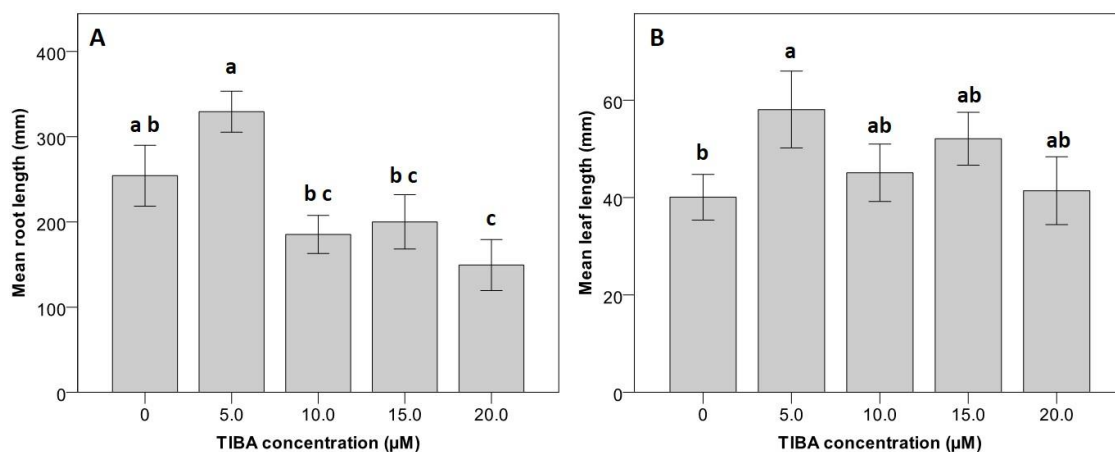 A
Mean root length (mm)
400
300
200
100
0
a b
a
b c
b c
c
0 5.0 10.0 15.0 20.0
TIBA concentration (µM)
B
Mean leaf length (mm)
60
40
20
0
b
a
ab
ab
ab
0 5.0 10.0 15.0 20.0
TIBA concentration (µM)